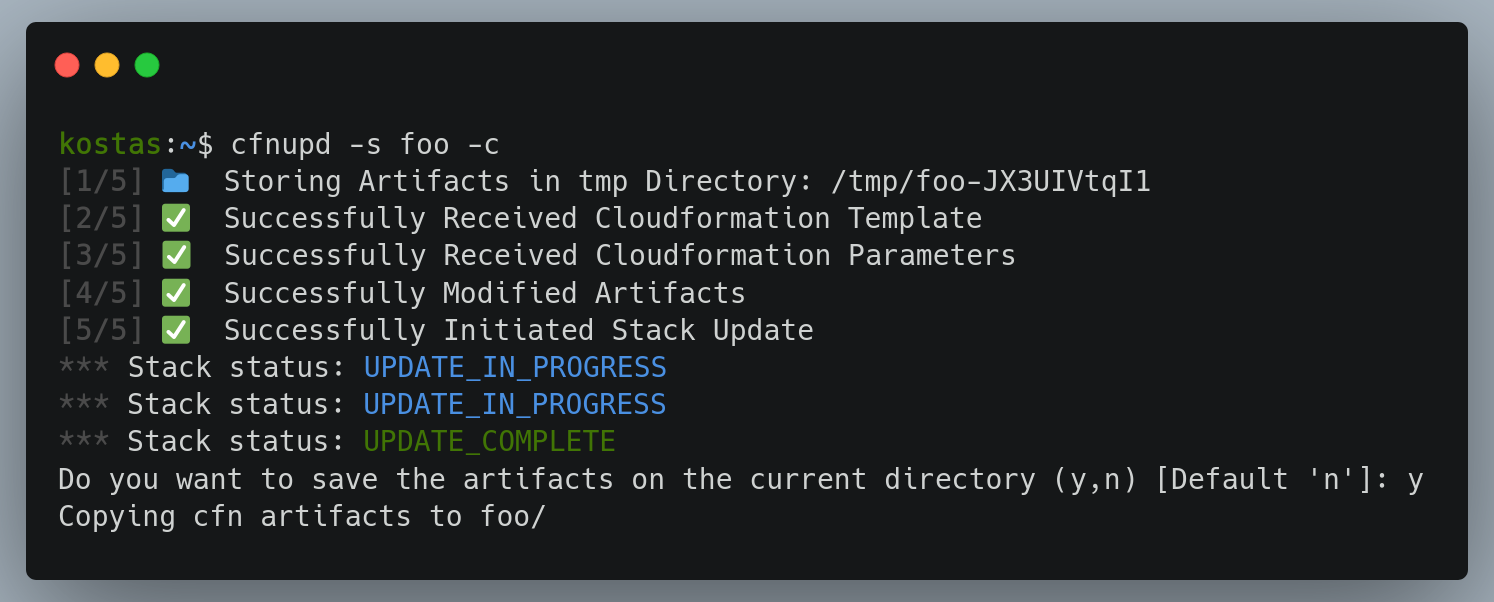 kostas:~$ cfnupd -s foo -c
[1/5] 📁  Storing Artifacts in tmp Directory: /tmp/foo-JX3UIVtqI1
[2/5] ✅  Successfully Received Cloudformation Template
[3/5] ✅  Successfully Received Cloudformation Parameters
[4/5] ✅  Successfully Modified Artifacts
[5/5] ✅  Successfully Initiated Stack Update
*** Stack status: UPDATE_IN_PROGRESS
*** Stack status: UPDATE_IN_PROGRESS
*** Stack status: UPDATE_COMPLETE
Do you want to save the artifacts on the current directory (y,n) [Default 'n']: y
Copying cfn artifacts to foo/